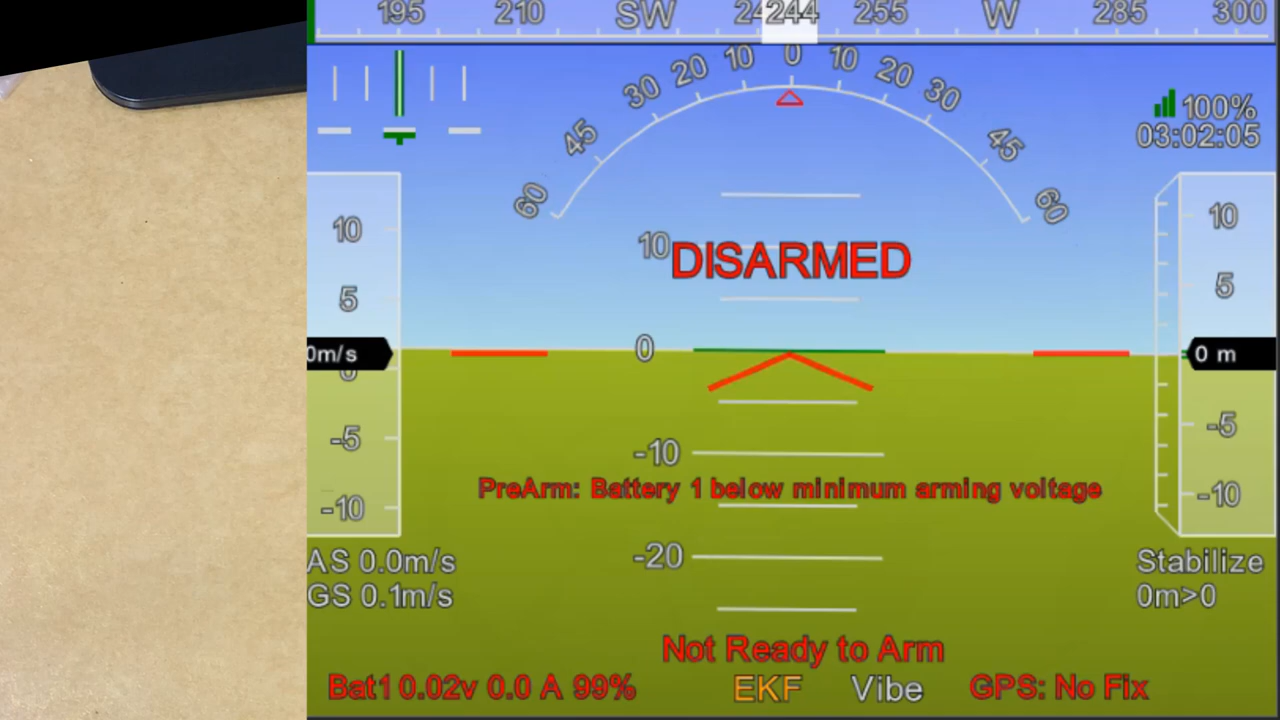 195 210 SW 24 244 255 W 285 300
60 45 30 20 10 0 10 20 30 45 60
100%
03:02:05
10 10 10
DISARMED
5 5
0m/s 0 0 m
0
-5 -5
-10
PreArm: Battery 1 below minimum arming voltage
-10 -10
-20
AS 0.0m/s Stabilize
GS 0.1m/s 0m>0
Not Ready to Arm
Bat1 0.02v 0.0 A 99% EKF Vibe GPS: No Fix